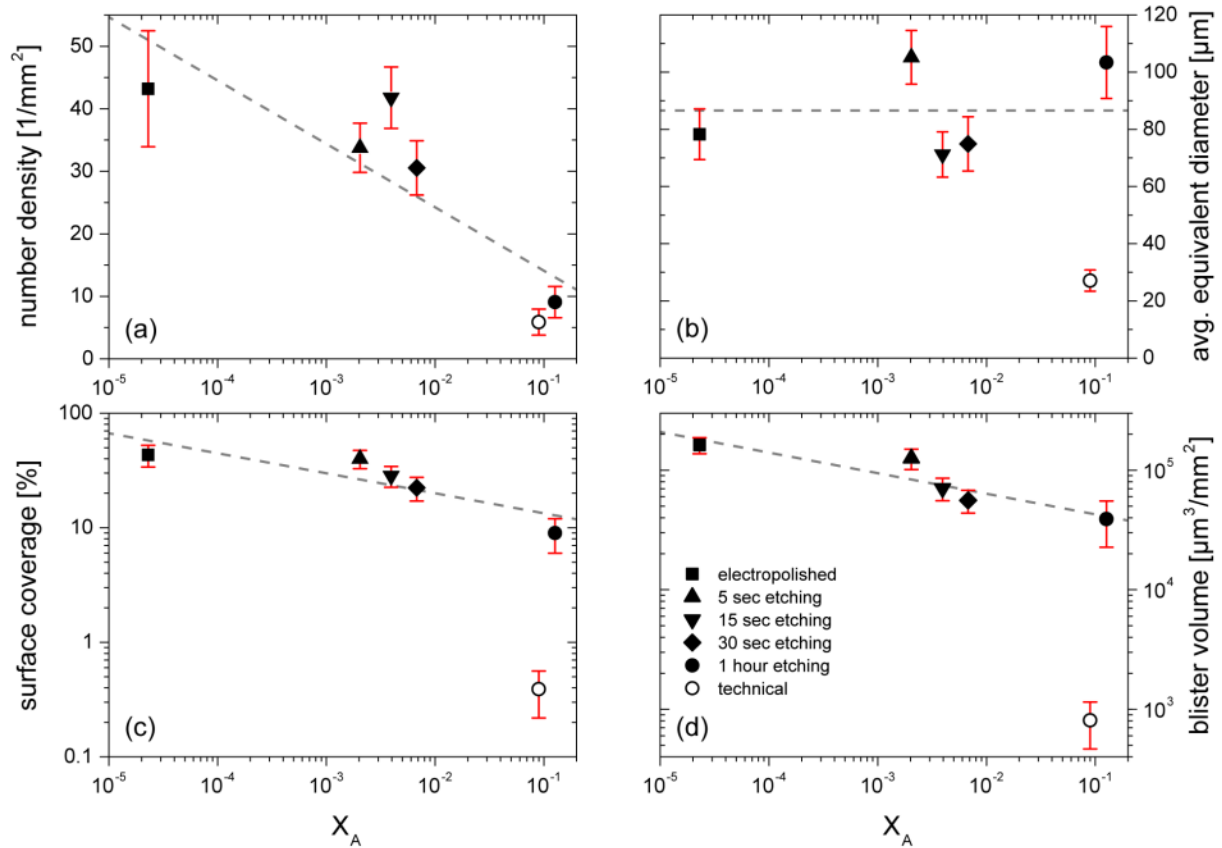 number density [1/mm²]
50
40
30
20
10
0
(a)
10⁻⁵
10⁻⁴
10⁻³
10⁻²
10⁻¹
avg. equivalent diameter [µm]
120
100
80
60
40
20
0
(b)
10⁻⁵
10⁻⁴
10⁻³
10⁻²
10⁻¹
surface coverage [%]
100
10
1
0.1
(c)
10⁻⁵
10⁻⁴
10⁻³
10⁻²
10⁻¹
X_A
blister volume [µm³/mm²]
10⁵
10⁴
10³
electropolished
5 sec etching
15 sec etching
30 sec etching
1 hour etching
technical
(d)
10⁻⁵
10⁻⁴
10⁻³
10⁻²
10⁻¹
X_A